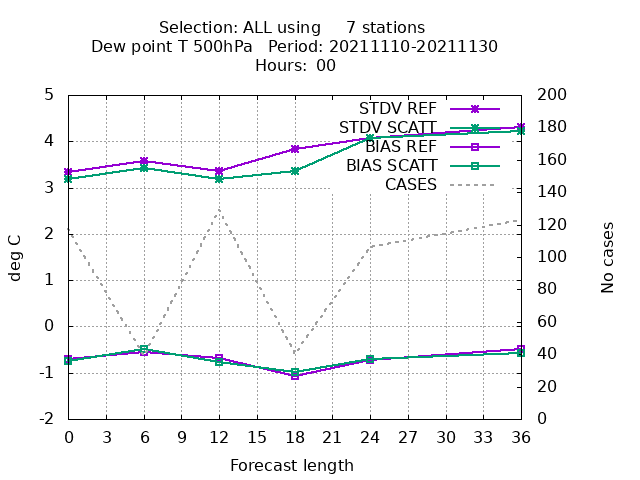 Selection: ALL using     7 stations
Dew point T 500hPa   Period: 20211110-20211130
Hours: 00
STDV REF
STDV SCATT
BIAS REF
BIAS SCATT
CASES
5
4
3
2
1
0
-1
-2
deg C
200
180
160
140
120
100
80
60
40
20
0
No cases
0 3 6 9 12 15 18 21 24 27 30 33 36
Forecast length